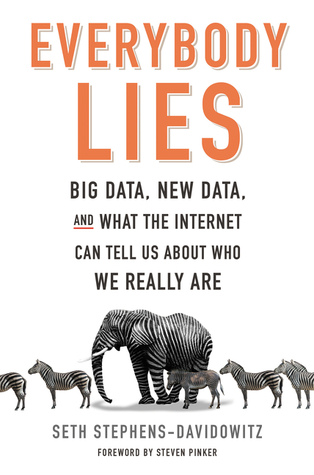 EVERYBODY
LIES
BIG DATA, NEW DATA,
AND WHAT THE INTERNET
CAN TELL US ABOUT WHO
WE REALLY ARE
SETH STEPHENS-DAVIDOWITZ
FOREWORD BY STEVEN PINKER